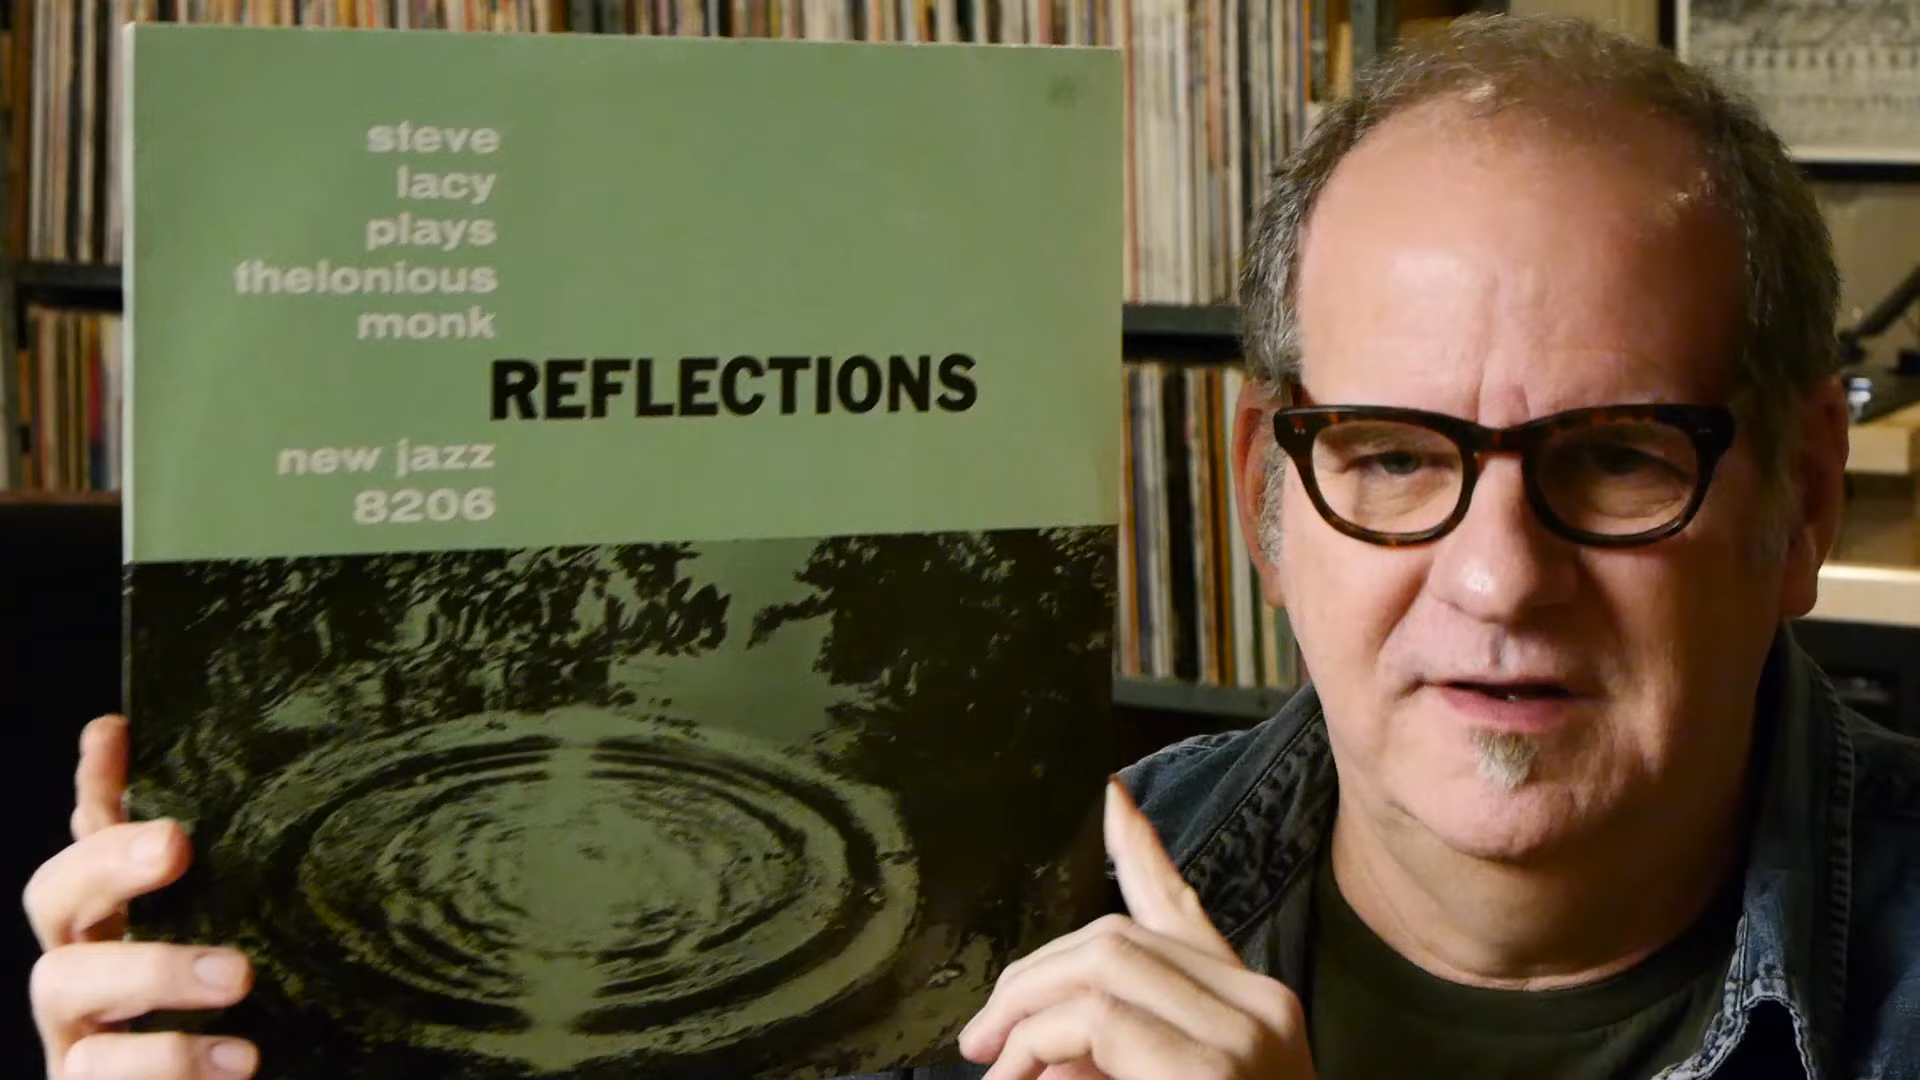 steve
lacy
plays
thelonious
monk
REFLECTIONS
new jazz
8206